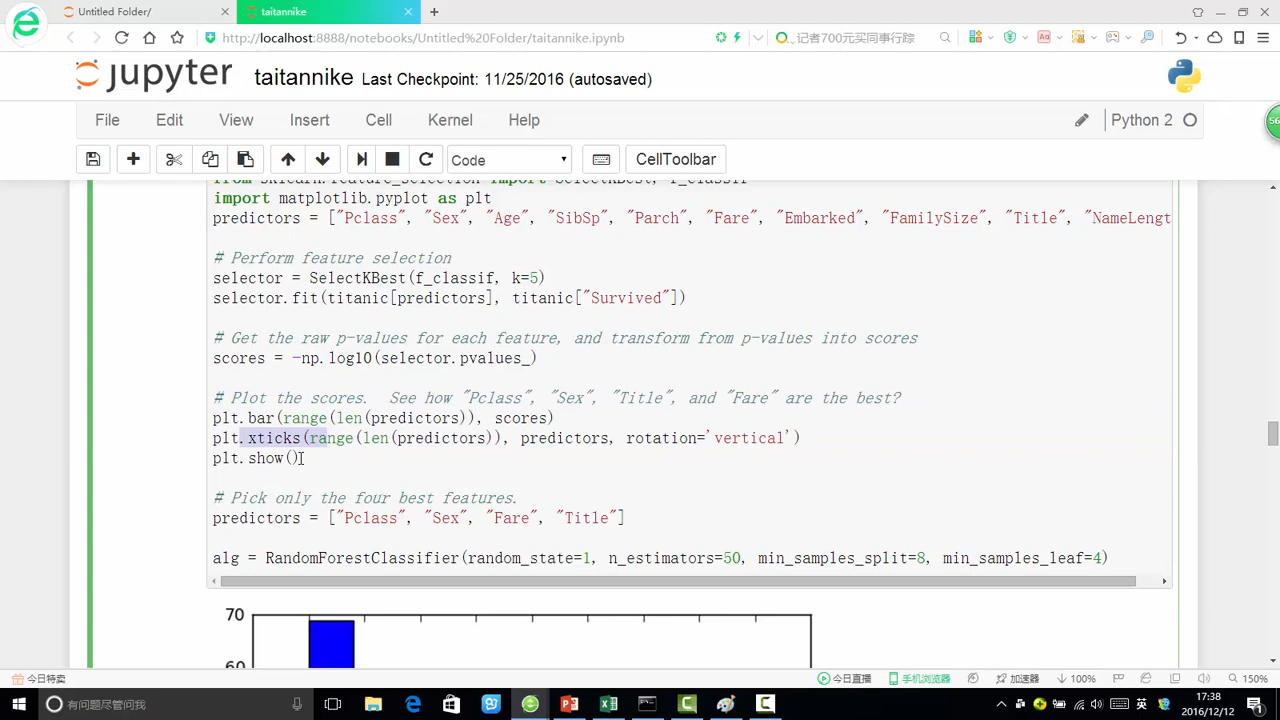 Untitled Folder/
taitannike
http://localhost:8888/notebooks/Untitled%20Folder/taitannike.ipynb
记者700元买同事行踪
jupyter taitannike Last Checkpoint: 11/25/2016 (autosaved)
File Edit View Insert Cell Kernel Help Python 2
Code CellToolbar
from sklearn.feature_selection import SelectKBest, f_classif
import matplotlib.pyplot as plt
predictors = ["Pclass", "Sex", "Age", "SibSp", "Parch", "Fare", "Embarked", "FamilySize", "Title", "NameLengt
# Perform feature selection
selector = SelectKBest(f_classif, k=5)
selector.fit(titanic[predictors], titanic["Survived"])
# Get the raw p-values for each feature, and transform from p-values into scores
scores = -np.log10(selector.pvalues_)
# Plot the scores.  See how "Pclass", "Sex", "Title", and "Fare" are the best?
plt.bar(range(len(predictors)), scores)
plt.xticks(range(len(predictors)), predictors, rotation='vertical')
plt.show()
# Pick only the four best features.
predictors = ["Pclass", "Sex", "Fare", "Title"]
alg = RandomForestClassifier(random_state=1, n_estimators=50, min_samples_split=8, min_samples_leaf=4)
70
60
今日特卖 今日直播 手机浏览器 加速器 100% 150%
有问题尽管问我
17:38
2016/12/12
56